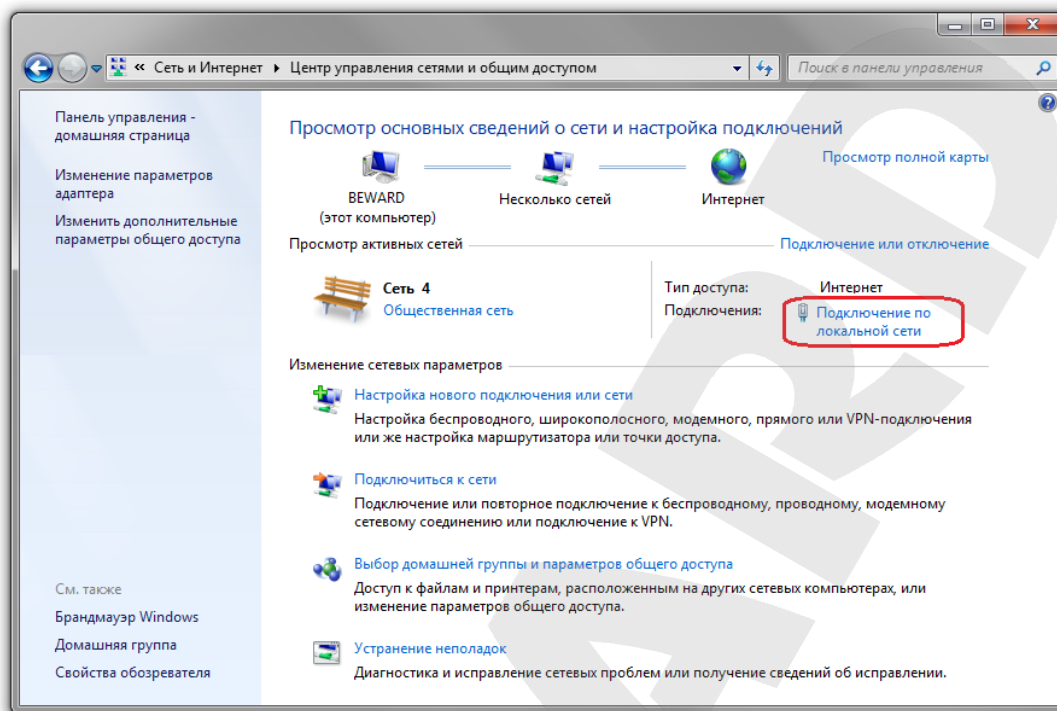 « Сеть и Интернет ▸ Центр управления сетями и общим доступом
Поиск в панели управления
Панель управления -
домашняя страница
Изменение параметров
адаптера
Изменить дополнительные
параметры общего доступа
См. также
Брандмауэр Windows
Домашняя группа
Свойства обозревателя
Просмотр основных сведений о сети и настройка подключений
Просмотр полной карты
BEWARD
(этот компьютер)
Несколько сетей
Интернет
Просмотр активных сетей
Подключение или отключение
Сеть 4
Общественная сеть
Тип доступа: Интернет
Подключения: Подключение по
локальной сети
Изменение сетевых параметров
Настройка нового подключения или сети
Настройка беспроводного, широкополосного, модемного, прямого или VPN-подключения
или же настройка маршрутизатора или точки доступа.
Подключиться к сети
Подключение или повторное подключение к беспроводному, проводному, модемному
сетевому соединению или подключение к VPN.
Выбор домашней группы и параметров общего доступа
Доступ к файлам и принтерам, расположенным на других сетевых компьютерах, или
изменение параметров общего доступа.
Устранение неполадок
Диагностика и исправление сетевых проблем или получение сведений об исправлении.
ARD